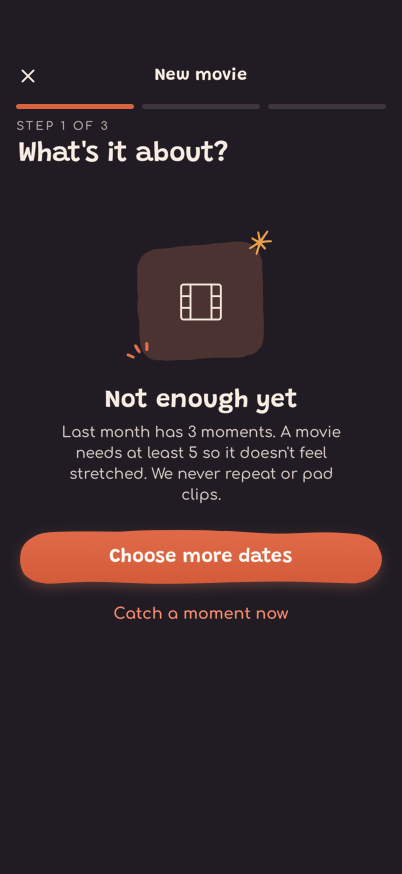 New movie
STEP 1 OF 3
What's it about?
Not enough yet
Last month has 3 moments. A movie
needs at least 5 so it doesn't feel
stretched. We never repeat or pad
clips.
Choose more dates
Catch a moment now